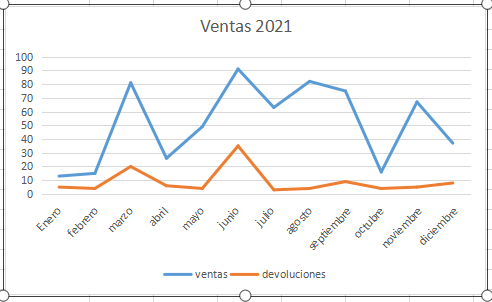 Ventas 2021
100
90
80
70
60
50
40
30
20
10
0
Enero
febrero
marzo
abril
mayo
junio
julio
agosto
septiembre
octubre
noviembre
diciembre
ventas
devoluciones